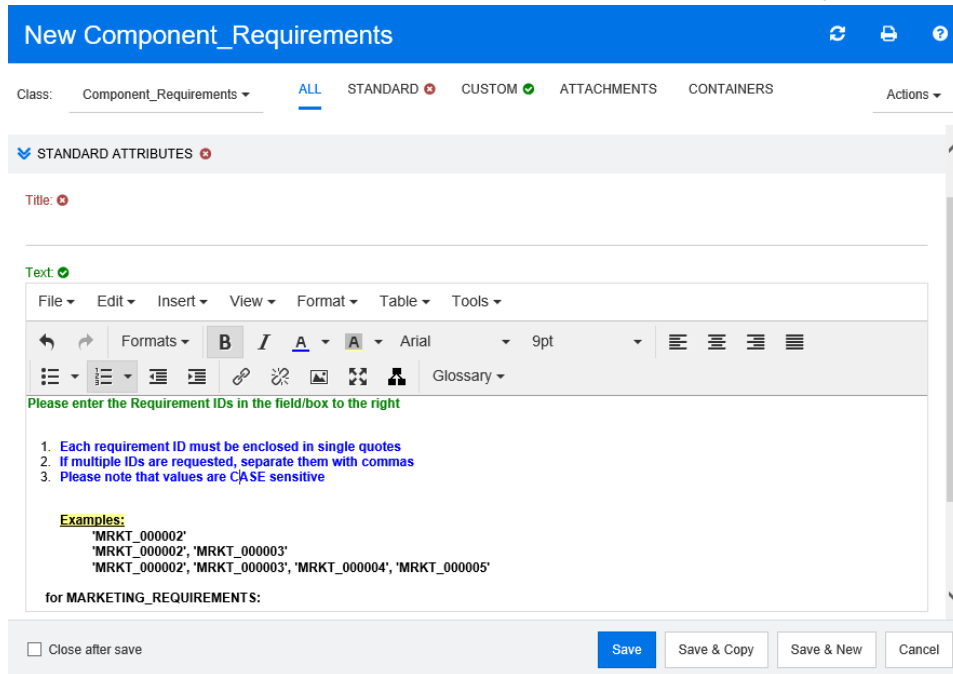 New Component_Requirements
Class: Component_Requirements ALL STANDARD CUSTOM ATTACHMENTS CONTAINERS Actions
STANDARD ATTRIBUTES
Title:
Text:
File Edit Insert View Format Table Tools
Formats B I A A Arial 9pt
Glossary
Please enter the Requirement IDs in the field/box to the right
1. Each requirement ID must be enclosed in single quotes
2. If multiple IDs are requested, separate them with commas
3. Please note that values are CASE sensitive
Examples:
'MRKT_000002'
'MRKT_000002', 'MRKT_000003'
'MRKT_000002', 'MRKT_000003', 'MRKT_000004', 'MRKT_000005'
for MARKETING_REQUIREMENTS:
Close after save Save Save & Copy Save & New Cancel